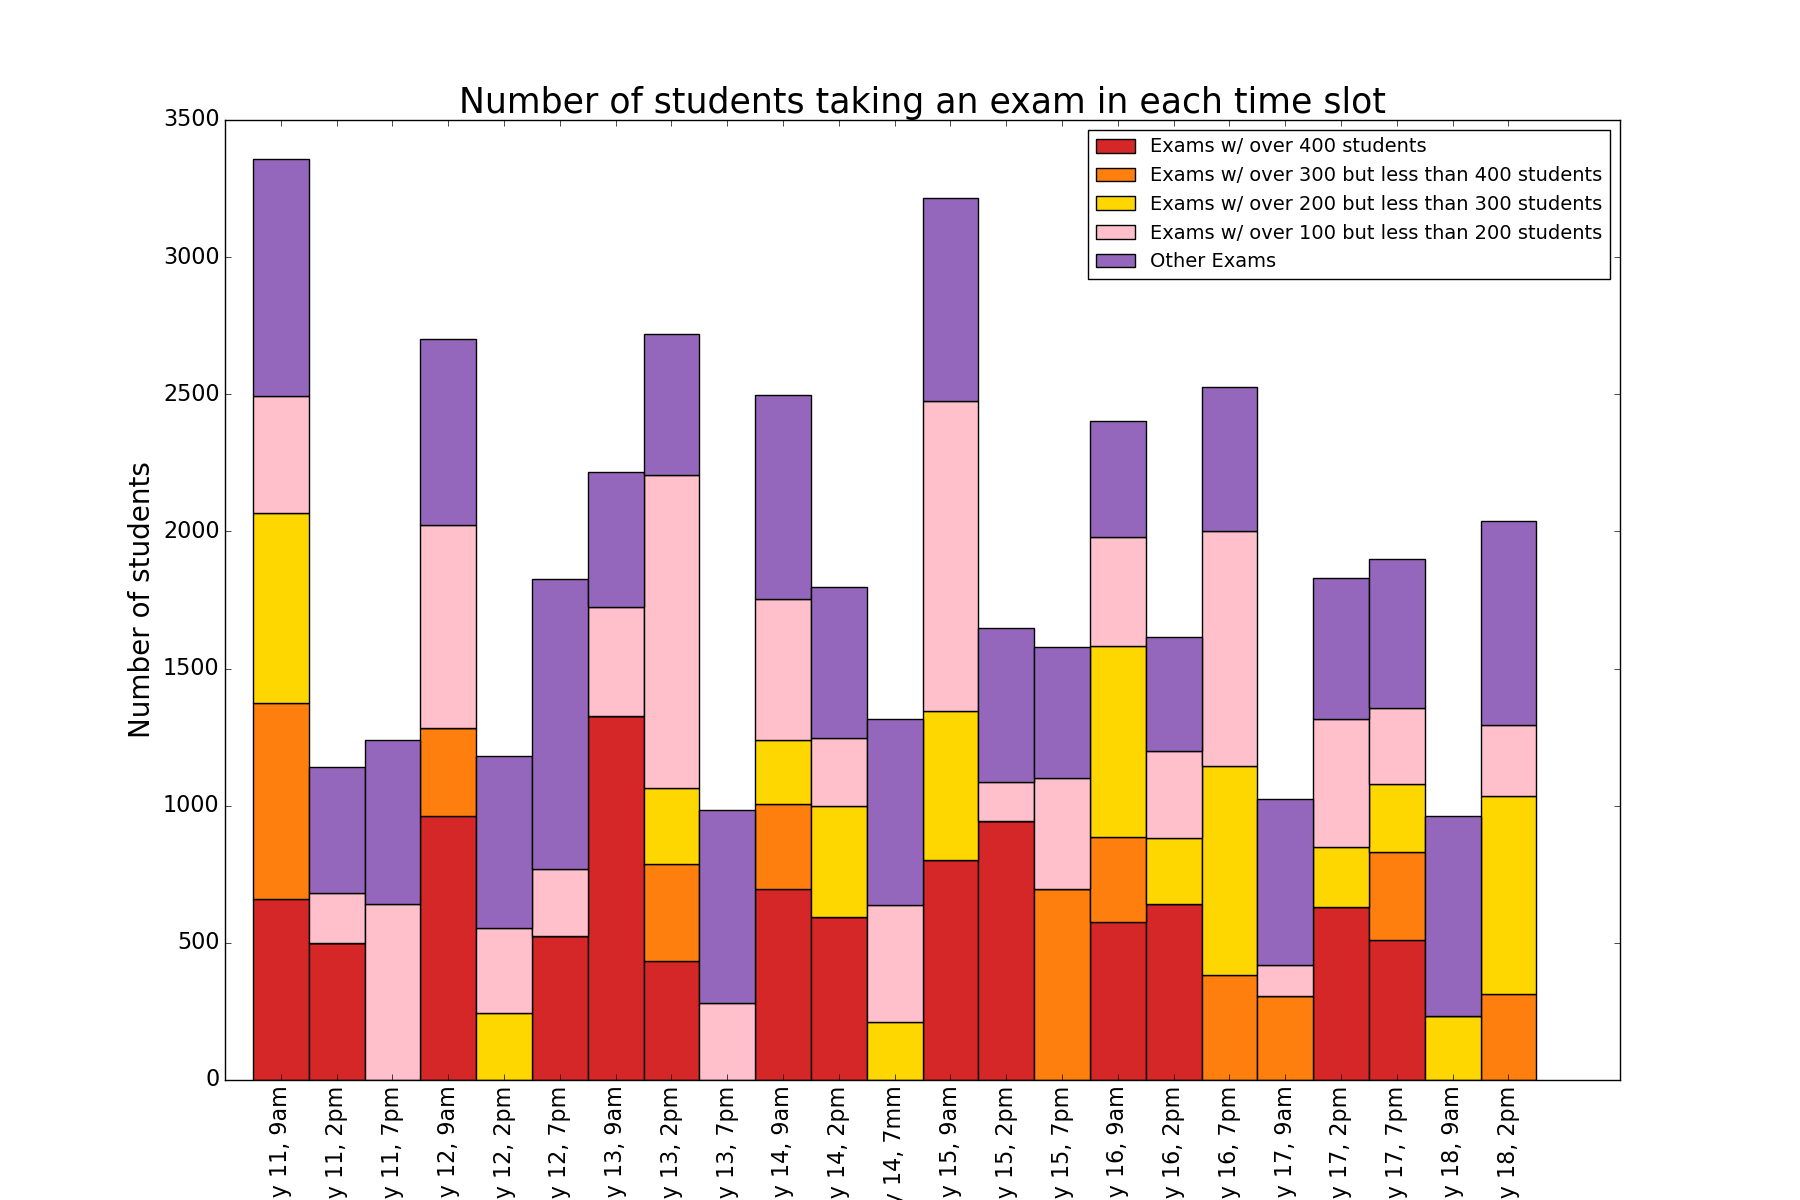 Number of students taking an exam in each time slot
Number of students
3500
3000
2500
2000
1500
1000
500
0
Exams w/ over 400 students
Exams w/ over 300 but less than 400 students
Exams w/ over 200 but less than 300 students
Exams w/ over 100 but less than 200 students
Other Exams
y 11, 9am
y 11, 2pm
y 11, 7pm
y 12, 9am
y 12, 2pm
y 12, 7pm
y 13, 9am
y 13, 2pm
y 13, 7pm
y 14, 9am
y 14, 2pm
y 14, 7mm
y 15, 9am
y 15, 2pm
y 15, 7pm
y 16, 9am
y 16, 2pm
y 16, 7pm
y 17, 9am
y 17, 2pm
y 17, 7pm
y 18, 9am
y 18, 2pm